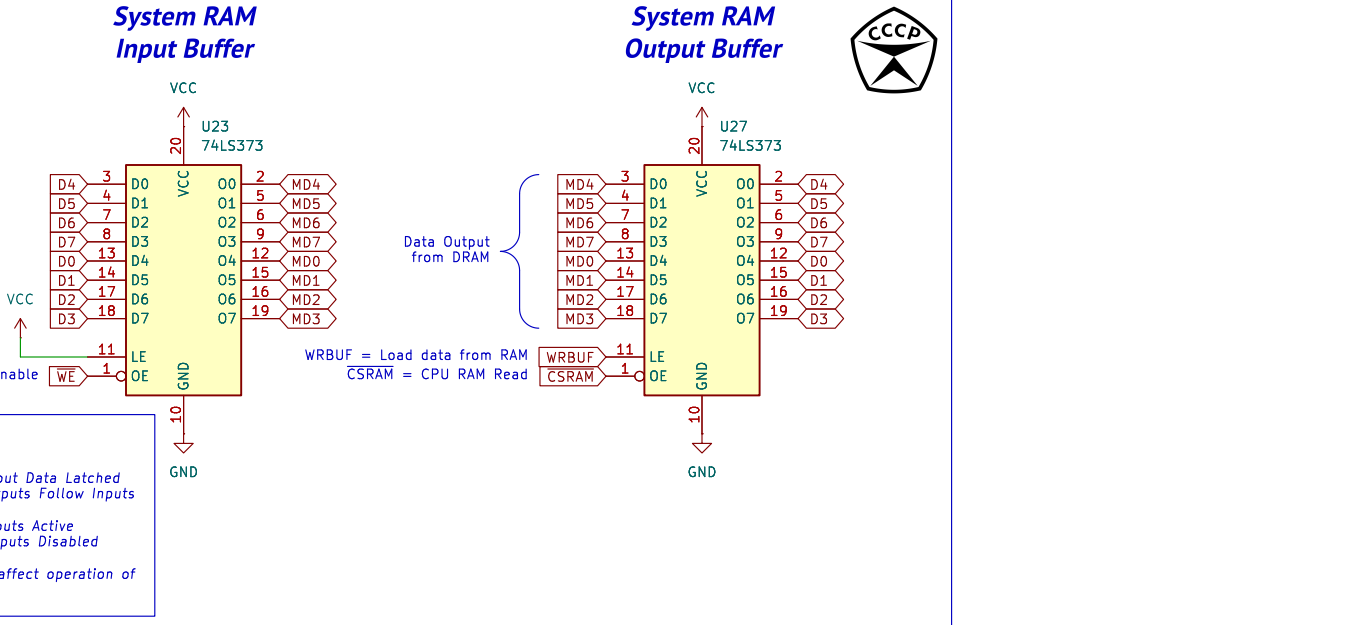 System RAM
Input Buffer
VCC
U23
74LS373
20
VCC
D4 3 D0 O0 2 MD4
D5 4 D1 O1 5 MD5
D6 7 D2 O2 6 MD6
D7 8 D3 O3 9 MD7
D0 13 D4 O4 12 MD0
D1 14 D5 O5 15 MD1
D2 17 D6 O6 16 MD2
D3 18 D7 O7 19 MD3
VCC
11 LE
nable W̅E̅ 1 OE
GND
10
GND
System RAM
Output Buffer
CCCP
VCC
U27
74LS373
20
VCC
Data Output
from DRAM
MD4 3 D0 O0 2 D4
MD5 4 D1 O1 5 D5
MD6 7 D2 O2 6 D6
MD7 8 D3 O3 9 D7
MD0 13 D4 O4 12 D0
MD1 14 D5 O5 15 D1
MD2 17 D6 O6 16 D2
MD3 18 D7 O7 19 D3
WRBUF = Load data from RAM WRBUF 11 LE
C̅S̅R̅A̅M̅ = CPU RAM Read C̅S̅R̅A̅M̅ 1 OE
GND
10
GND
out Data Latched
puts Follow Inputs
outs Active
puts Disabled
affect operation of